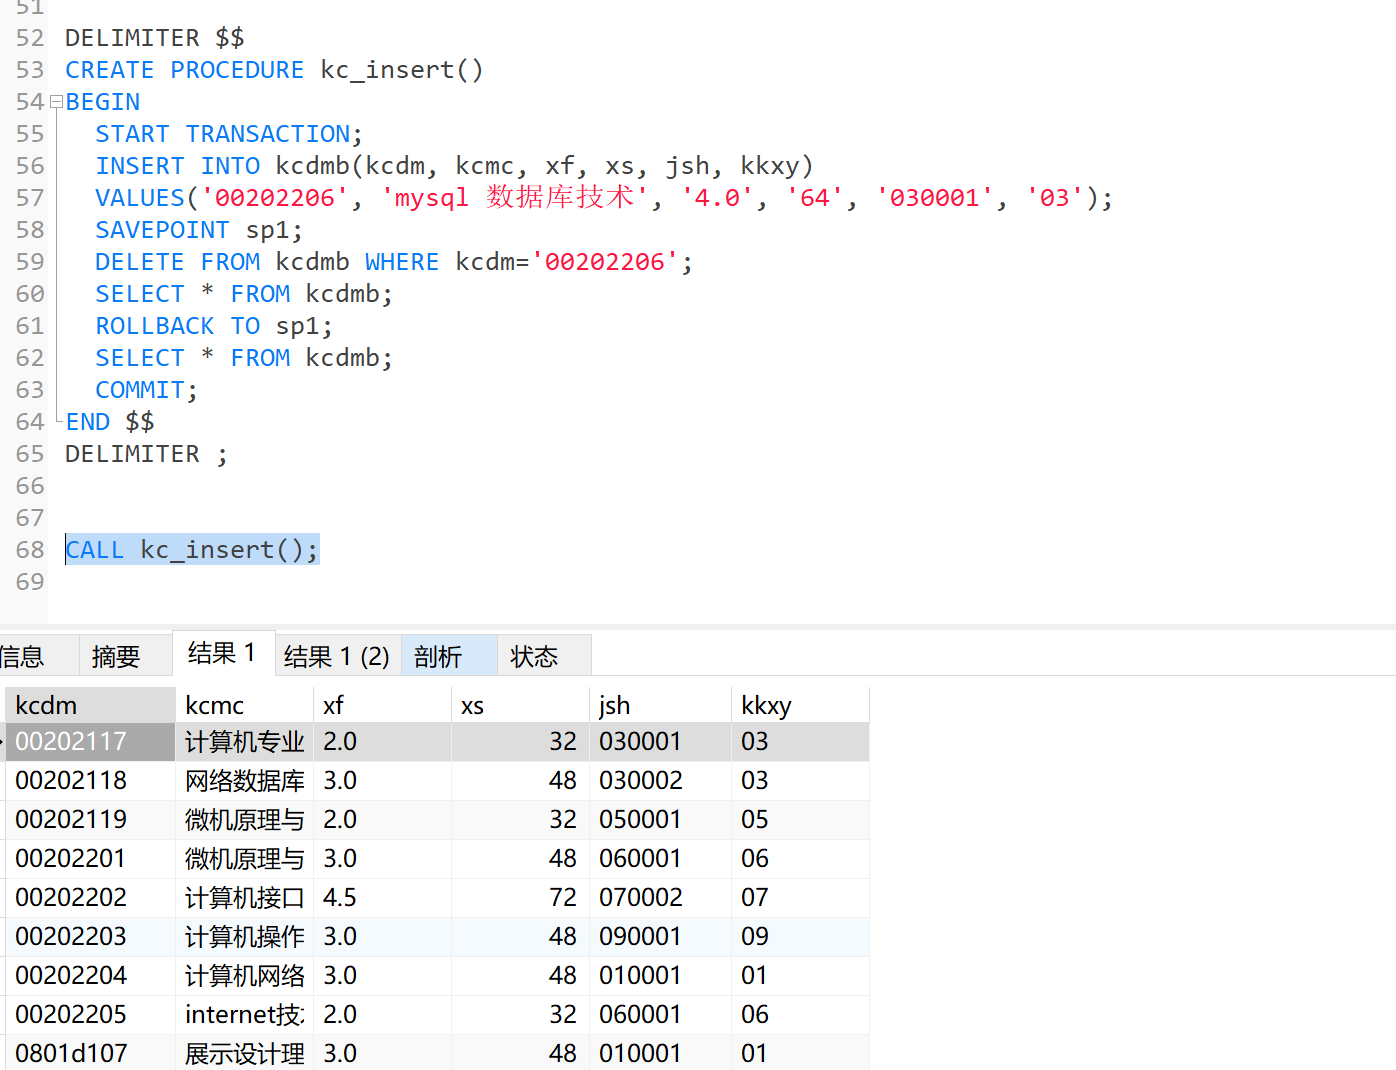 51
52 DELIMITER $$
53 CREATE PROCEDURE kc_insert()
54 BEGIN
55 START TRANSACTION;
56 INSERT INTO kcdmb(kcdm, kcmc, xf, xs, jsh, kkxy)
57 VALUES('00202206', 'mysql 数据库技术', '4.0', '64', '030001', '03');
58 SAVEPOINT sp1;
59 DELETE FROM kcdmb WHERE kcdm='00202206';
60 SELECT * FROM kcdmb;
61 ROLLBACK TO sp1;
62 SELECT * FROM kcdmb;
63 COMMIT;
64 END $$
65 DELIMITER ;
66
67
68 CALL kc_insert();
69
信息 摘要 结果 1 结果 1 (2) 剖析 状态
kcdm kcmc xf xs jsh kkxy
00202117 计算机专业 2.0 32 030001 03
00202118 网络数据库 3.0 48 030002 03
00202119 微机原理与 2.0 32 050001 05
00202201 微机原理与 3.0 48 060001 06
00202202 计算机接口 4.5 72 070002 07
00202203 计算机操作 3.0 48 090001 09
00202204 计算机网络 3.0 48 010001 01
00202205 internet技 2.0 32 060001 06
0801d107 展示设计理 3.0 48 010001 01